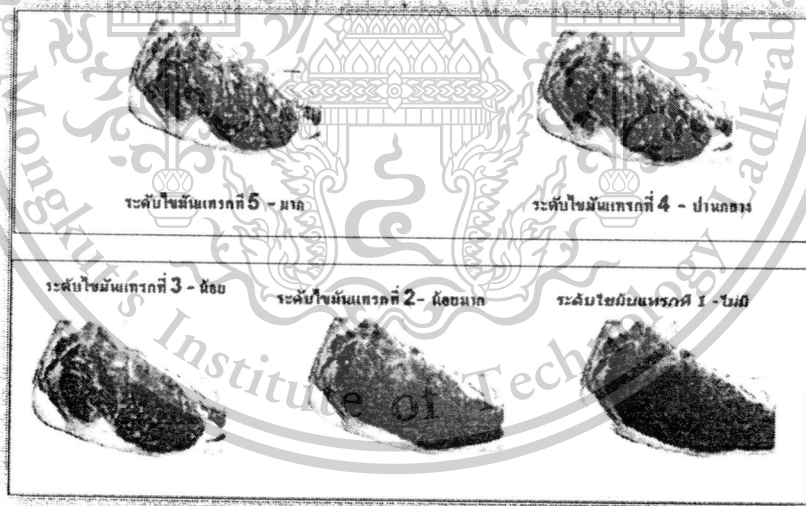 ระดับไขมันแทรกที่ 5 - มาก
ระดับไขมันแทรกที่ 4 - ปานกลาง
ระดับไขมันแทรกที่ 3 - น้อย
ระดับไขมันแทรกที่ 2 - น้อยมาก
ระดับไขมันแทรกที่ 1 - ไม่มี
Mongkut's Institute of Technology Ladkrab